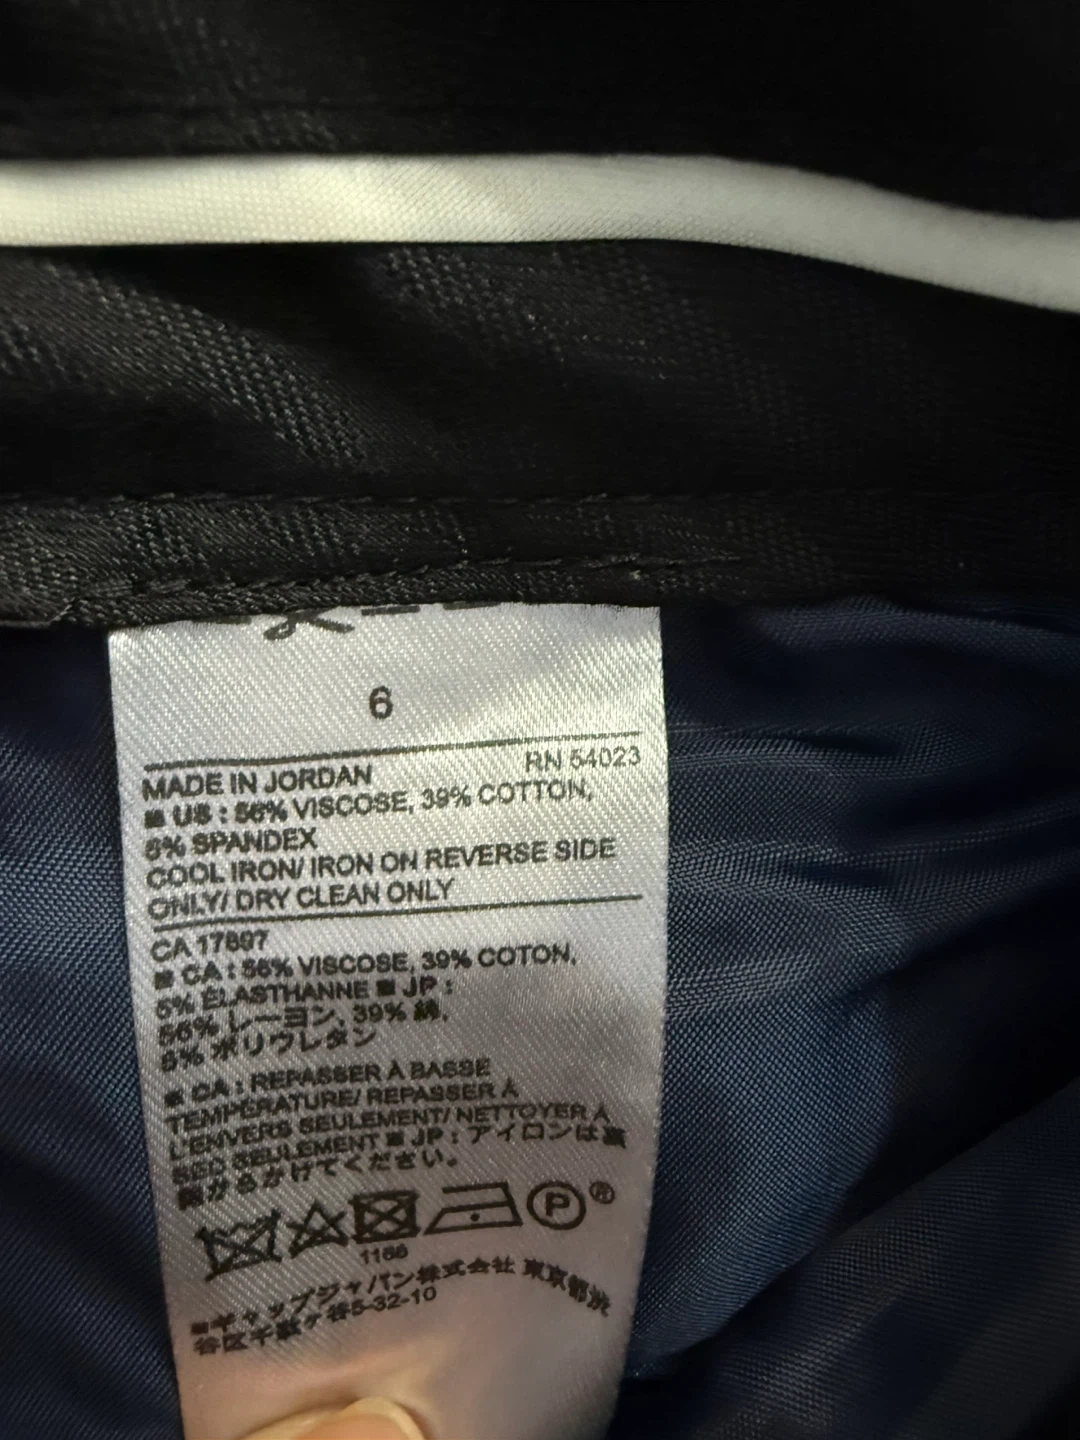 6
RN 54023
MADE IN JORDAN
■ US : 56% VISCOSE, 39% COTTON,
5% SPANDEX
COOL IRON/ IRON ON REVERSE SIDE
ONLY/ DRY CLEAN ONLY
CA 17897
■ CA : 56% VISCOSE, 39% COTON,
5% ÉLASTHANNE ■ JP :
56% レーヨン, 39% 綿,
5% ポリウレタン
■ CA : REPASSER À BASSE
TEMPÉRATURE/ REPASSER À
L'ENVERS SEULEMENT/ NETTOYER À
SEC SEULEMENT ■ JP : アイロンは裏
面からかけてください。
P ®
1166
■ギャップジャパン株式会社 東京都渋
谷区千駄ヶ谷5-32-10